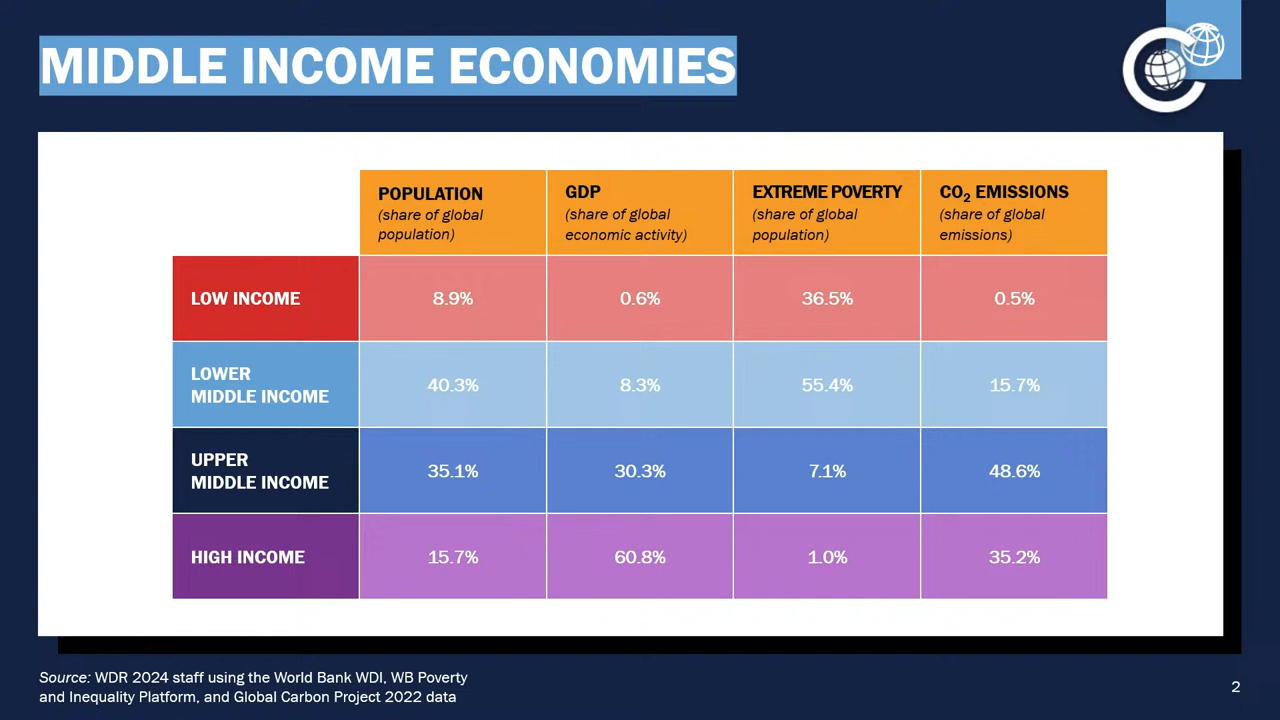 MIDDLE INCOME ECONOMIES
POPULATION
(share of global
population)
GDP
(share of global
economic activity)
EXTREME POVERTY
(share of global
population)
CO₂ EMISSIONS
(share of global
emissions)
LOW INCOME
8.9%
0.6%
36.5%
0.5%
LOWER
MIDDLE INCOME
40.3%
8.3%
55.4%
15.7%
UPPER
MIDDLE INCOME
35.1%
30.3%
7.1%
48.6%
HIGH INCOME
15.7%
60.8%
1.0%
35.2%
Source: WDR 2024 staff using the World Bank WDI, WB Poverty
and Inequality Platform, and Global Carbon Project 2022 data
2